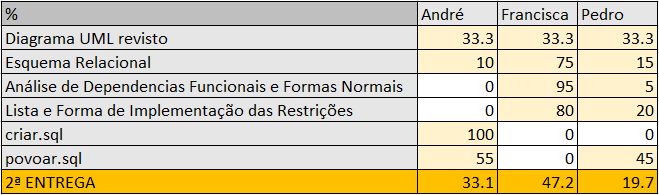 % André Francisca Pedro
Diagrama UML revisto 33.3 33.3 33.3
Esquema Relacional 10 75 15
Análise de Dependencias Funcionais e Formas Normais 0 95 5
Lista e Forma de Implementação das Restrições 0 80 20
criar.sql 100 0 0
povoar.sql 55 0 45
2ª ENTREGA 33.1 47.2 19.7